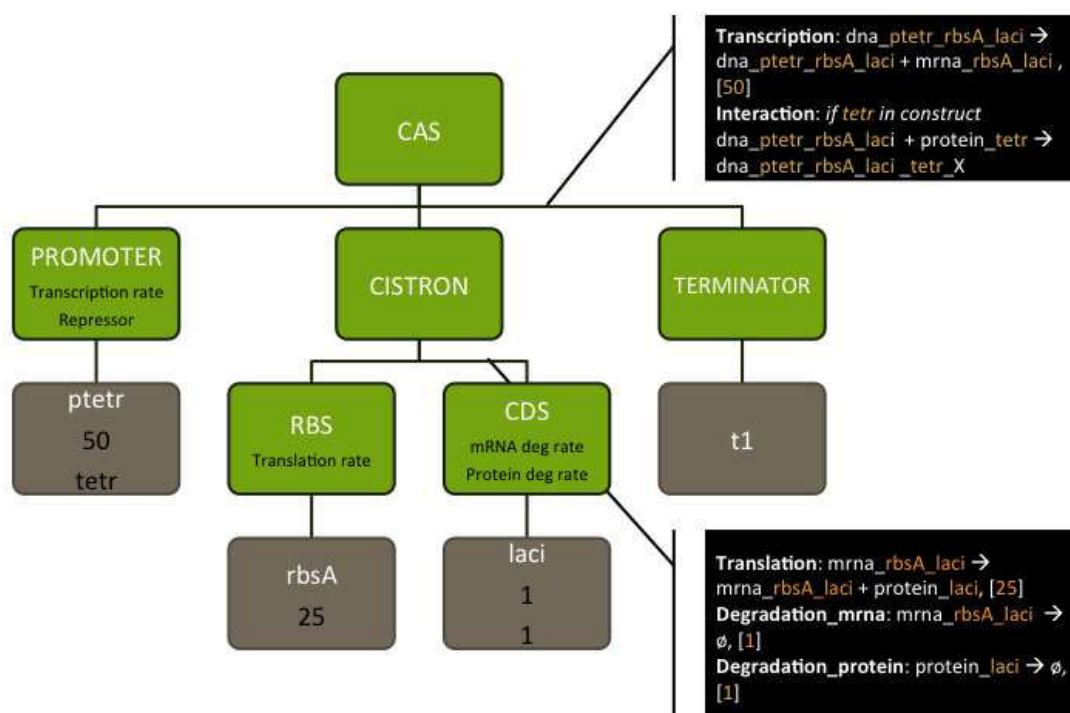 Transcription: dna_ptetr_rbsA_laci →
dna_ptetr_rbsA_laci + mrna_rbsA_laci ,
[50]
Interaction: if tetr in construct
dna_ptetr_rbsA_laci + protein_tetr →
dna_ptetr_rbsA_laci _tetr_X
CAS
PROMOTER
Transcription rate
Repressor
CISTRON
TERMINATOR
ptetr
50
tetr
RBS
Translation rate
CDS
mRNA deg rate
Protein deg rate
t1
rbsA
25
laci
1
1
Translation: mrna_rbsA_laci →
mrna_rbsA_laci + protein_laci, [25]
Degradation_mrna: mrna_rbsA_laci →
ø, [1]
Degradation_protein: protein_laci → ø,
[1]